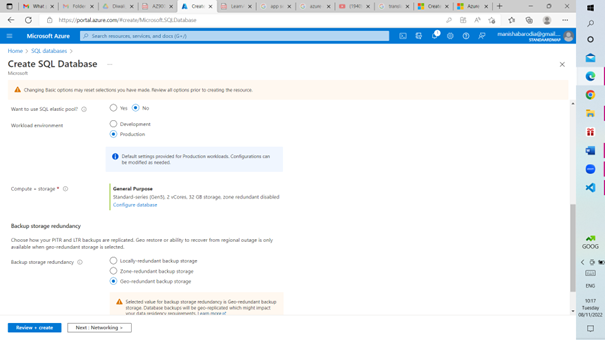 What
Folde
Choos
AZ90
Creat
Learn
app o
azure
(194)
transl
Creat
Azure
https://portal.azure.com/#create/Microsoft.SQLDatabase
Microsoft Azure
Search resources, services, and docs (G+/)
1
manishabarodia@gmail....
Home > SQL databases >
Create SQL Database
...
Microsoft
Changing Basic options may reset selections you have made. Review all options prior to creating the resource.
Want to use SQL elastic pool?
Yes
No
Workload environment
Development
Production
Default settings provided for Production workloads. Configurations can
be modified as needed.
Compute + storage *
General Purpose
Standard-series (Gen5), 2 vCores, 32 GB storage, zone redundant disabled
Configure database
Backup storage redundancy
Choose how your PITR and LTR backups are replicated. Geo restore or ability to recover from regional outage is only
available when geo-redundant storage is selected.
Backup storage redundancy
Locally-redundant backup storage
Zone-redundant backup storage
Geo-redundant backup storage
Selected value for backup storage redundancy is Geo-redundant backup
storage. Database backups will be geo-replicated which might impact
your data residency requirements. Learn more
Review + create
Next : Networking >
GOOG
ENG
10:17
Tuesday
08/11/2022